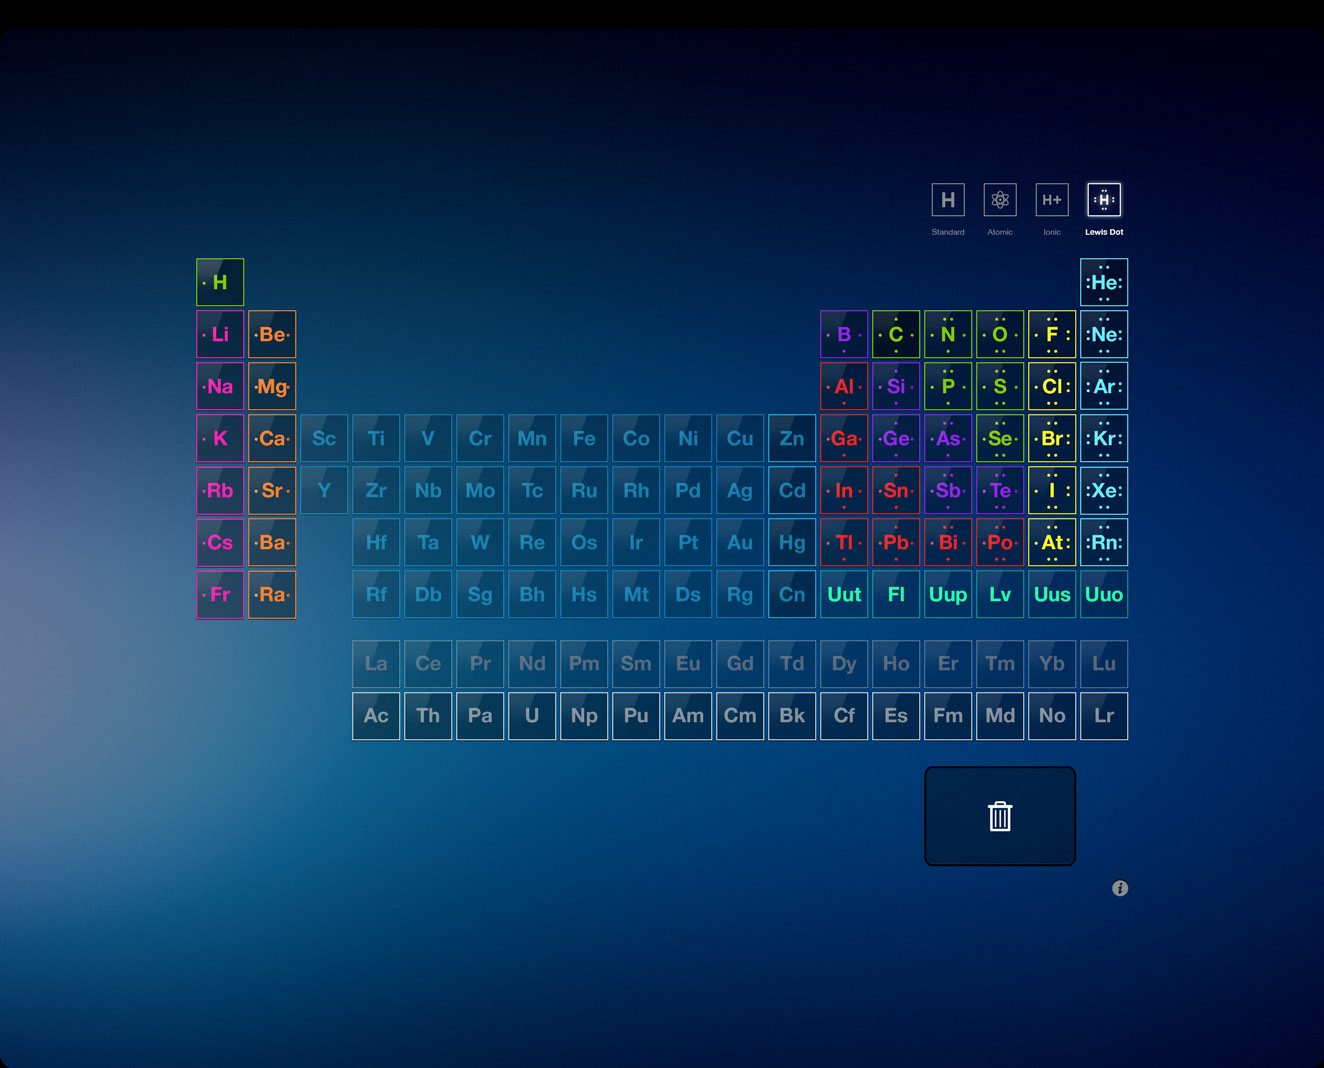 H H+ H
Standard Atomic Ionic Lewis Dot
H He
Li Be B C N O F Ne
Na Mg Al Si P S Cl Ar
K Ca Sc Ti V Cr Mn Fe Co Ni Cu Zn Ga Ge As Se Br Kr
Rb Sr Y Zr Nb Mo Tc Ru Rh Pd Ag Cd In Sn Sb Te I Xe
Cs Ba Hf Ta W Re Os Ir Pt Au Hg Tl Pb Bi Po At Rn
Fr Ra Rf Db Sg Bh Hs Mt Ds Rg Cn Uut Fl Uup Lv Uus Uuo
La Ce Pr Nd Pm Sm Eu Gd Td Dy Ho Er Tm Yb Lu
Ac Th Pa U Np Pu Am Cm Bk Cf Es Fm Md No Lr
i